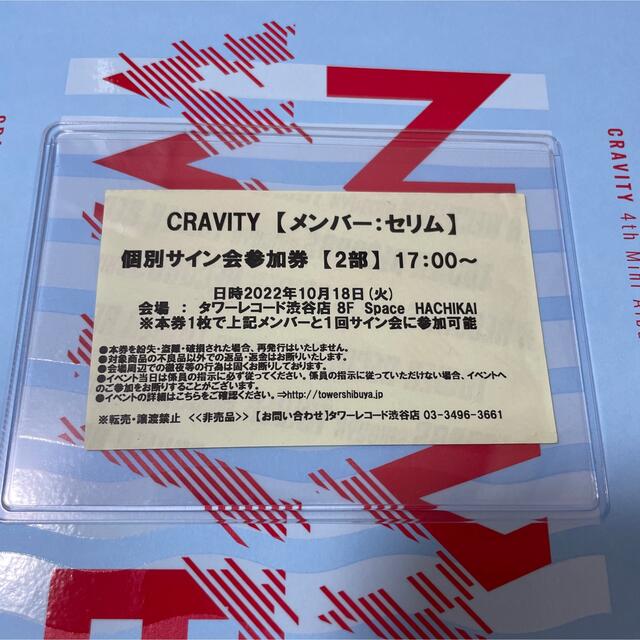 CRAVITY【メンバー：セリム】
個別サイン会参加券【2部】17:00～
日時2022年10月18日(火)
会場 ： タワーレコード渋谷店 8F Space HACHIKAI
※本券1枚で上記メンバーと1回サイン会に参加可能
●本券を紛失・盗難・破損された場合、再発行はいたしません。
●対象商品の不良品以外での返品・返金はお断りいたします。
●会場周辺での徹夜等の行為は固くお断りしております。
●イベント当日は係員の指示に必ず従ってください。係員の指示に従っていただけない場合、イベントへ
のご参加をお断りすることがございます。
●イベントの詳細はこちらをご確認ください。⇒http://towershibuya.jp/
※転売・譲渡禁止 <<非売品>>【お問い合わせ】タワーレコード渋谷店 03-3496-3661
CRAVITY 4th Mini